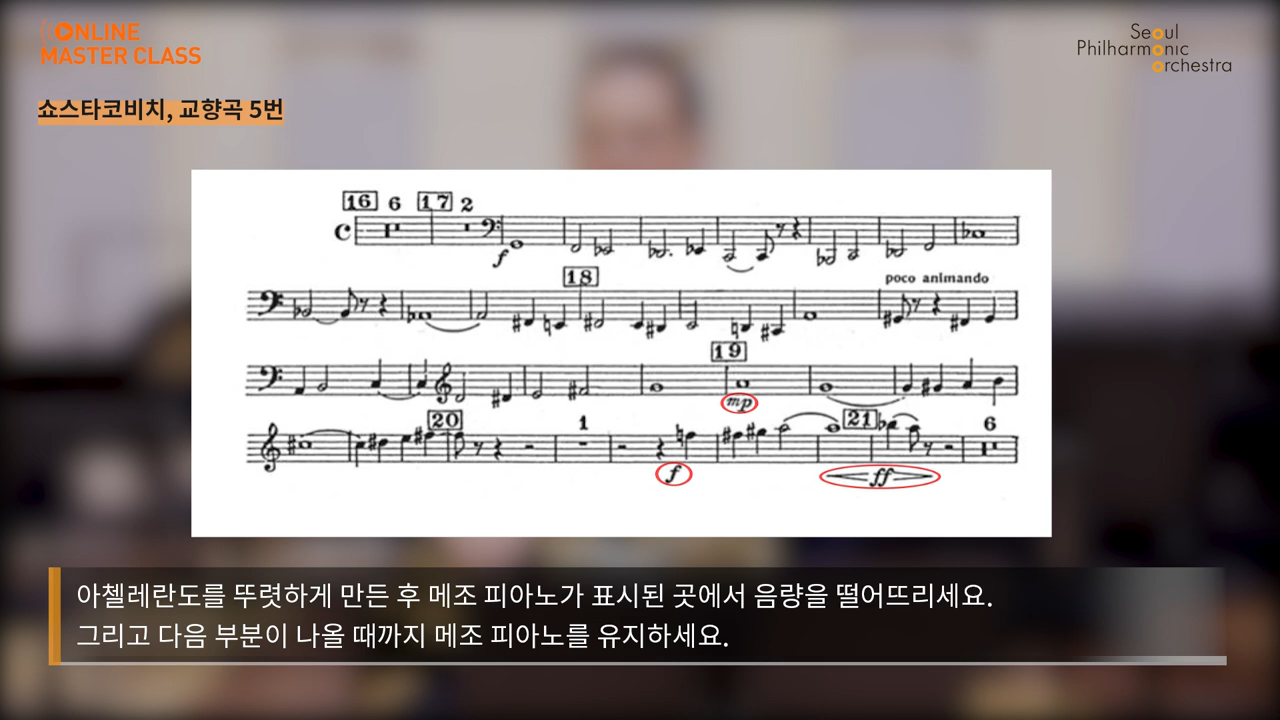 ONLINE
MASTER CLASS
Seoul
Philharmonic
orchestra
쇼스타코비치, 교향곡 5번
16 6 17 2
f
18
poco animando
19
mp
20 1 21 6
f ff
아첼레란도를 뚜렷하게 만든 후 메조 피아노가 표시된 곳에서 음량을 떨어뜨리세요.
그리고 다음 부분이 나올 때까지 메조 피아노를 유지하세요.